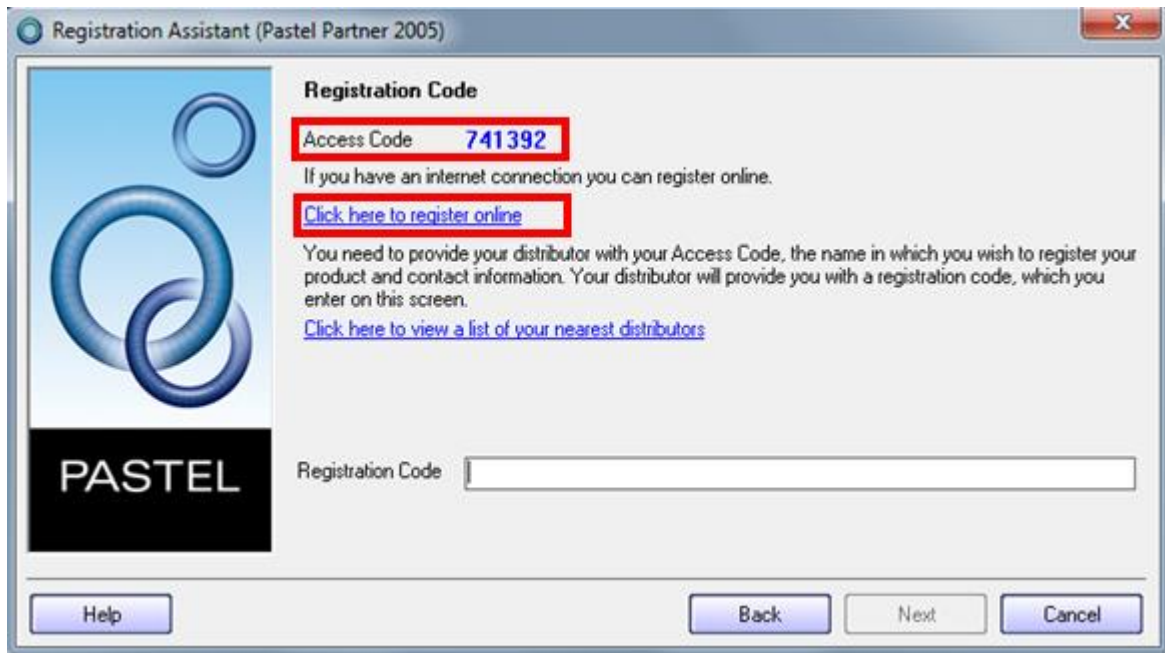 Registration Assistant (Pastel Partner 2005)
Registration Code
Access Code 741392
If you have an internet connection you can register online.
Click here to register online
You need to provide your distributor with your Access Code, the name in which you wish to register your
product and contact information. Your distributor will provide you with a registration code, which you
enter on this screen.
Click here to view a list of your nearest distributors
PASTEL
Registration Code
Help Back Next Cancel